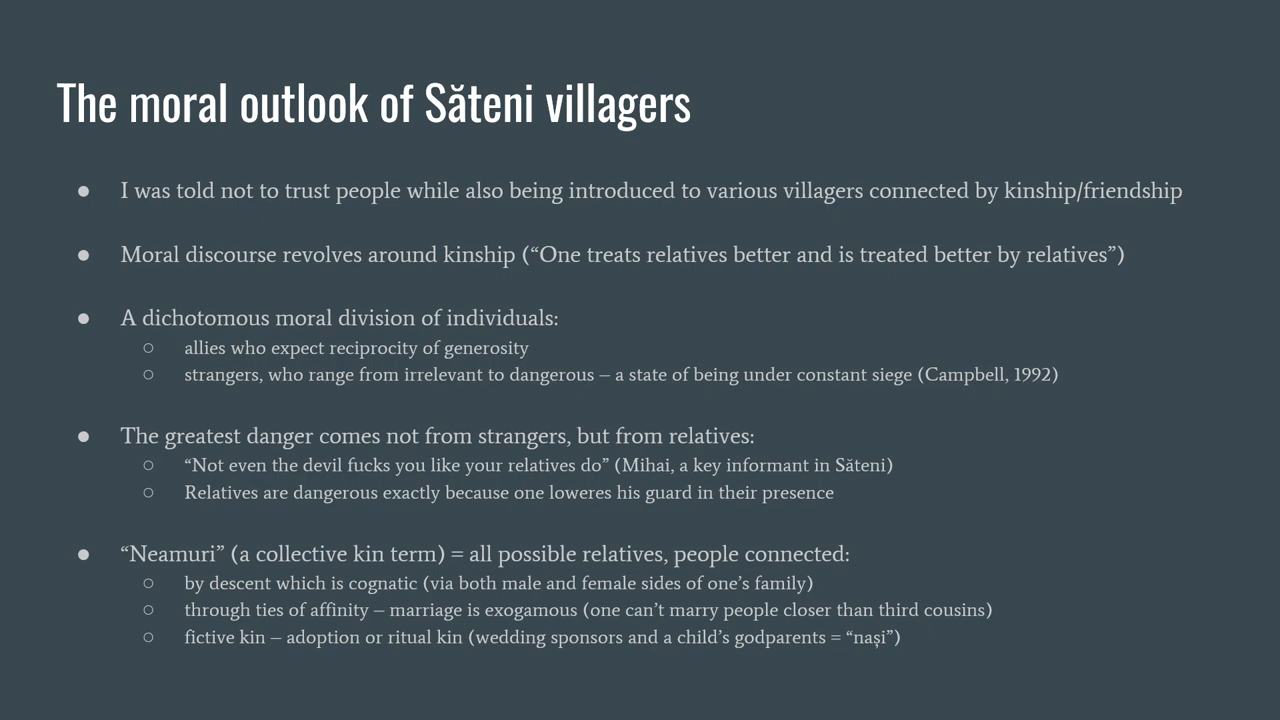 The moral outlook of Săteni villagers
● I was told not to trust people while also being introduced to various villagers connected by kinship/friendship
● Moral discourse revolves around kinship (“One treats relatives better and is treated better by relatives”)
● A dichotomous moral division of individuals:
○ allies who expect reciprocity of generosity
○ strangers, who range from irrelevant to dangerous – a state of being under constant siege (Campbell, 1992)
● The greatest danger comes not from strangers, but from relatives:
○ “Not even the devil fucks you like your relatives do” (Mihai, a key informant in Săteni)
○ Relatives are dangerous exactly because one loweres his guard in their presence
● “Neamuri” (a collective kin term) = all possible relatives, people connected:
○ by descent which is cognatic (via both male and female sides of one’s family)
○ through ties of affinity – marriage is exogamous (one can’t marry people closer than third cousins)
○ fictive kin – adoption or ritual kin (wedding sponsors and a child’s godparents = “nași”)